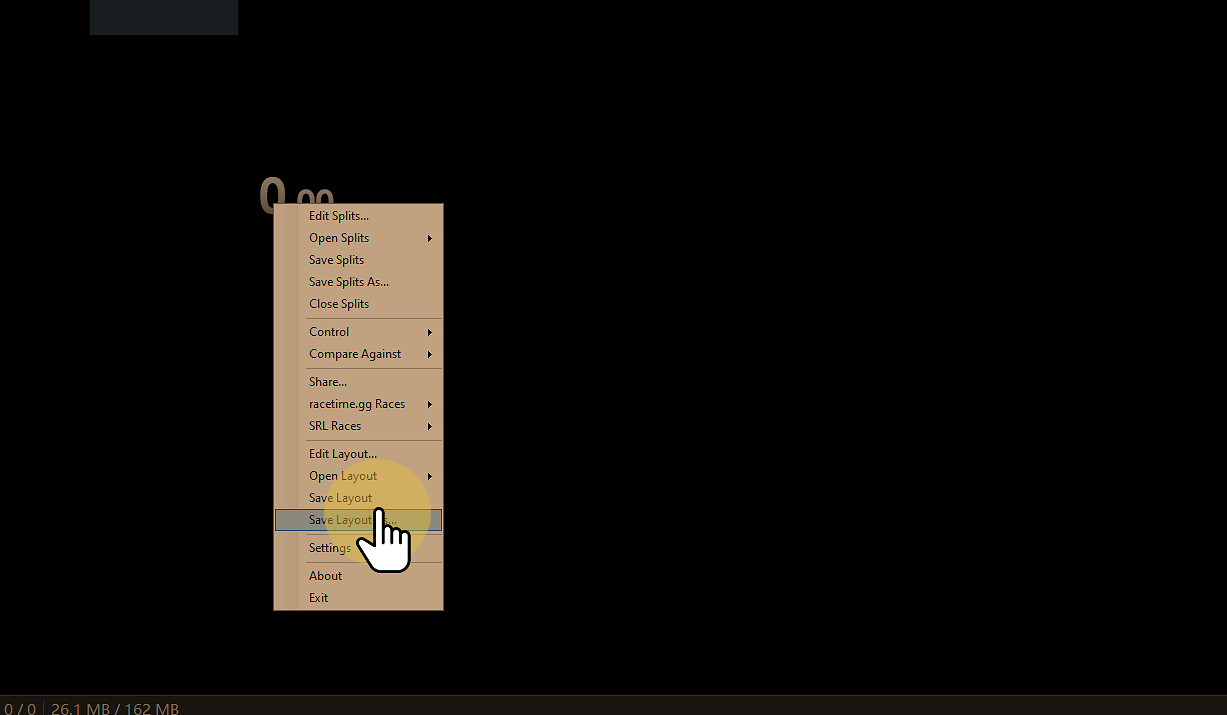 0.00
Edit Splits...
Open Splits
Save Splits
Save Splits As...
Close Splits
Control
Compare Against
Share...
racetime.gg Races
SRL Races
Edit Layout...
Open Layout
Save Layout
Save Layout As...
Settings
About
Exit
0 / 0 26.1 MB / 162 MB